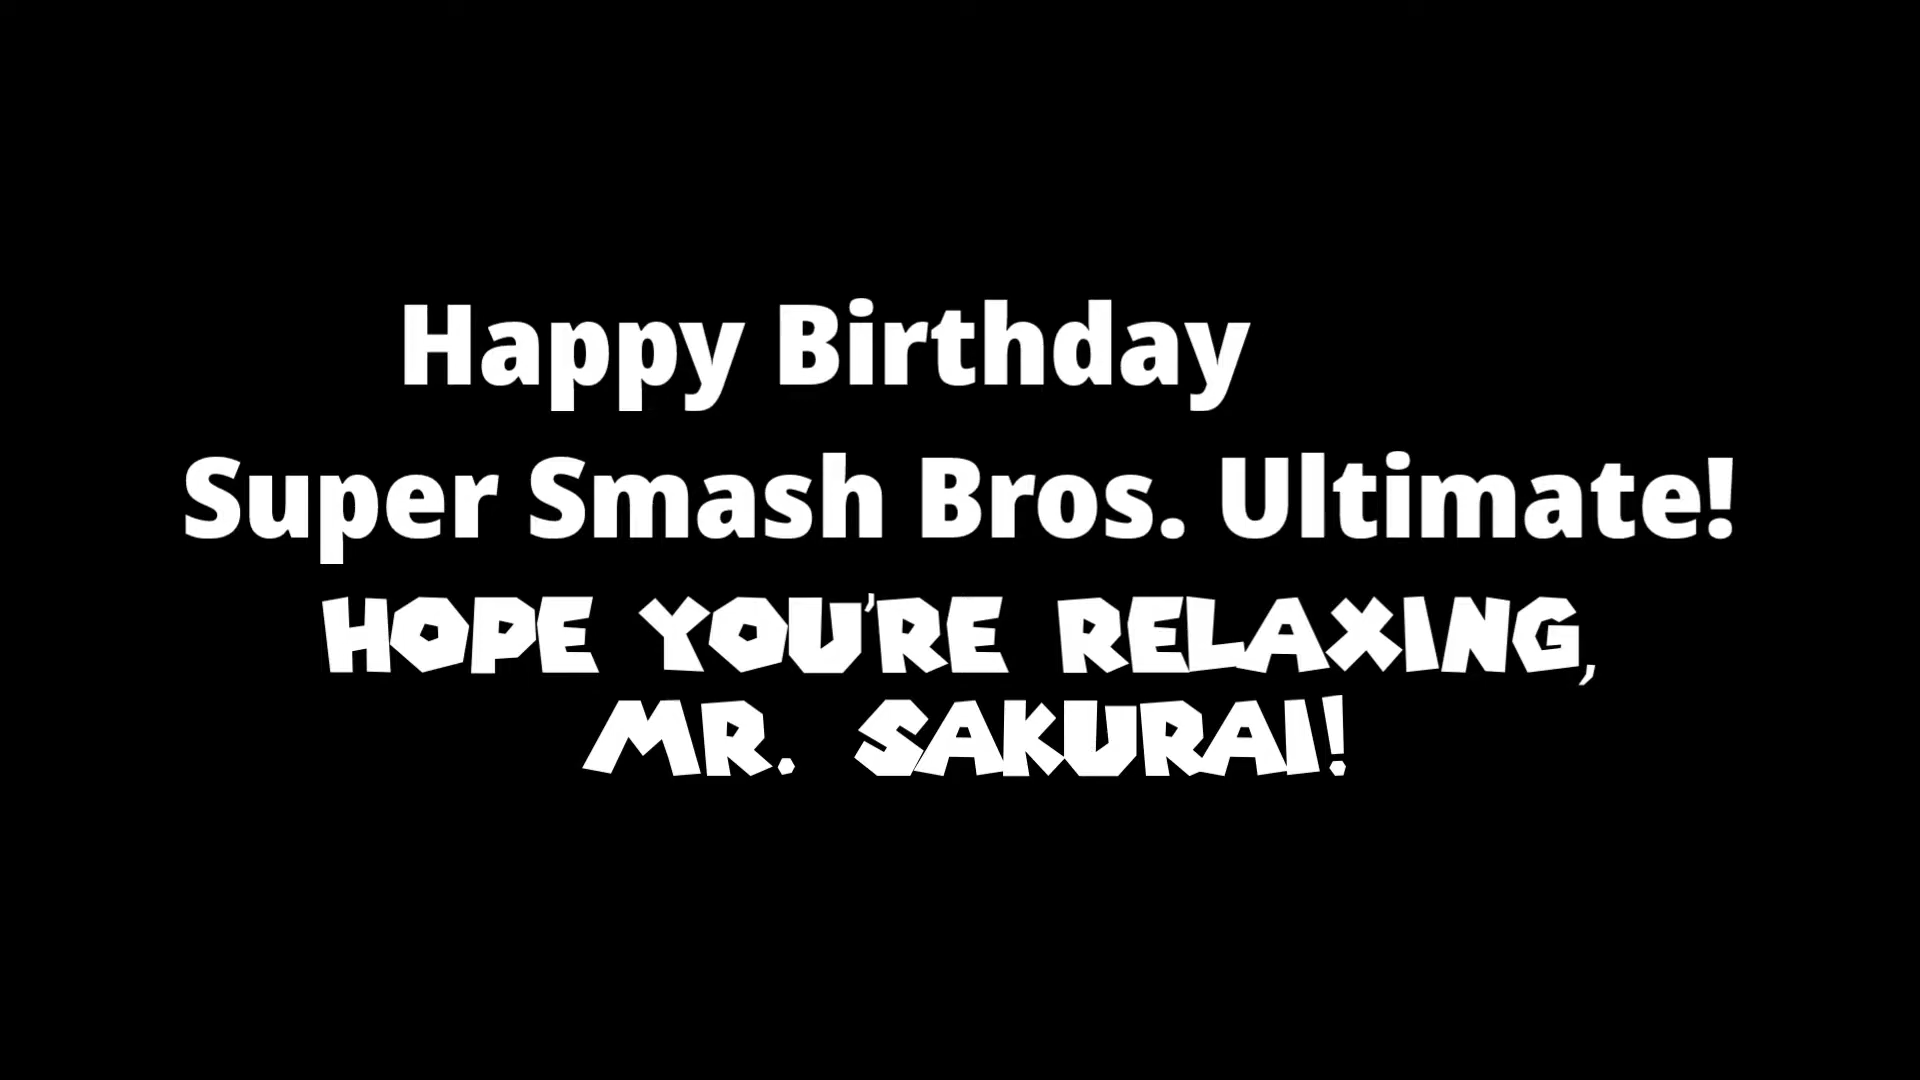 Happy Birthday
Super Smash Bros. Ultimate!
HOPE YOU'RE RELAXING,
MR. SAKURAI!